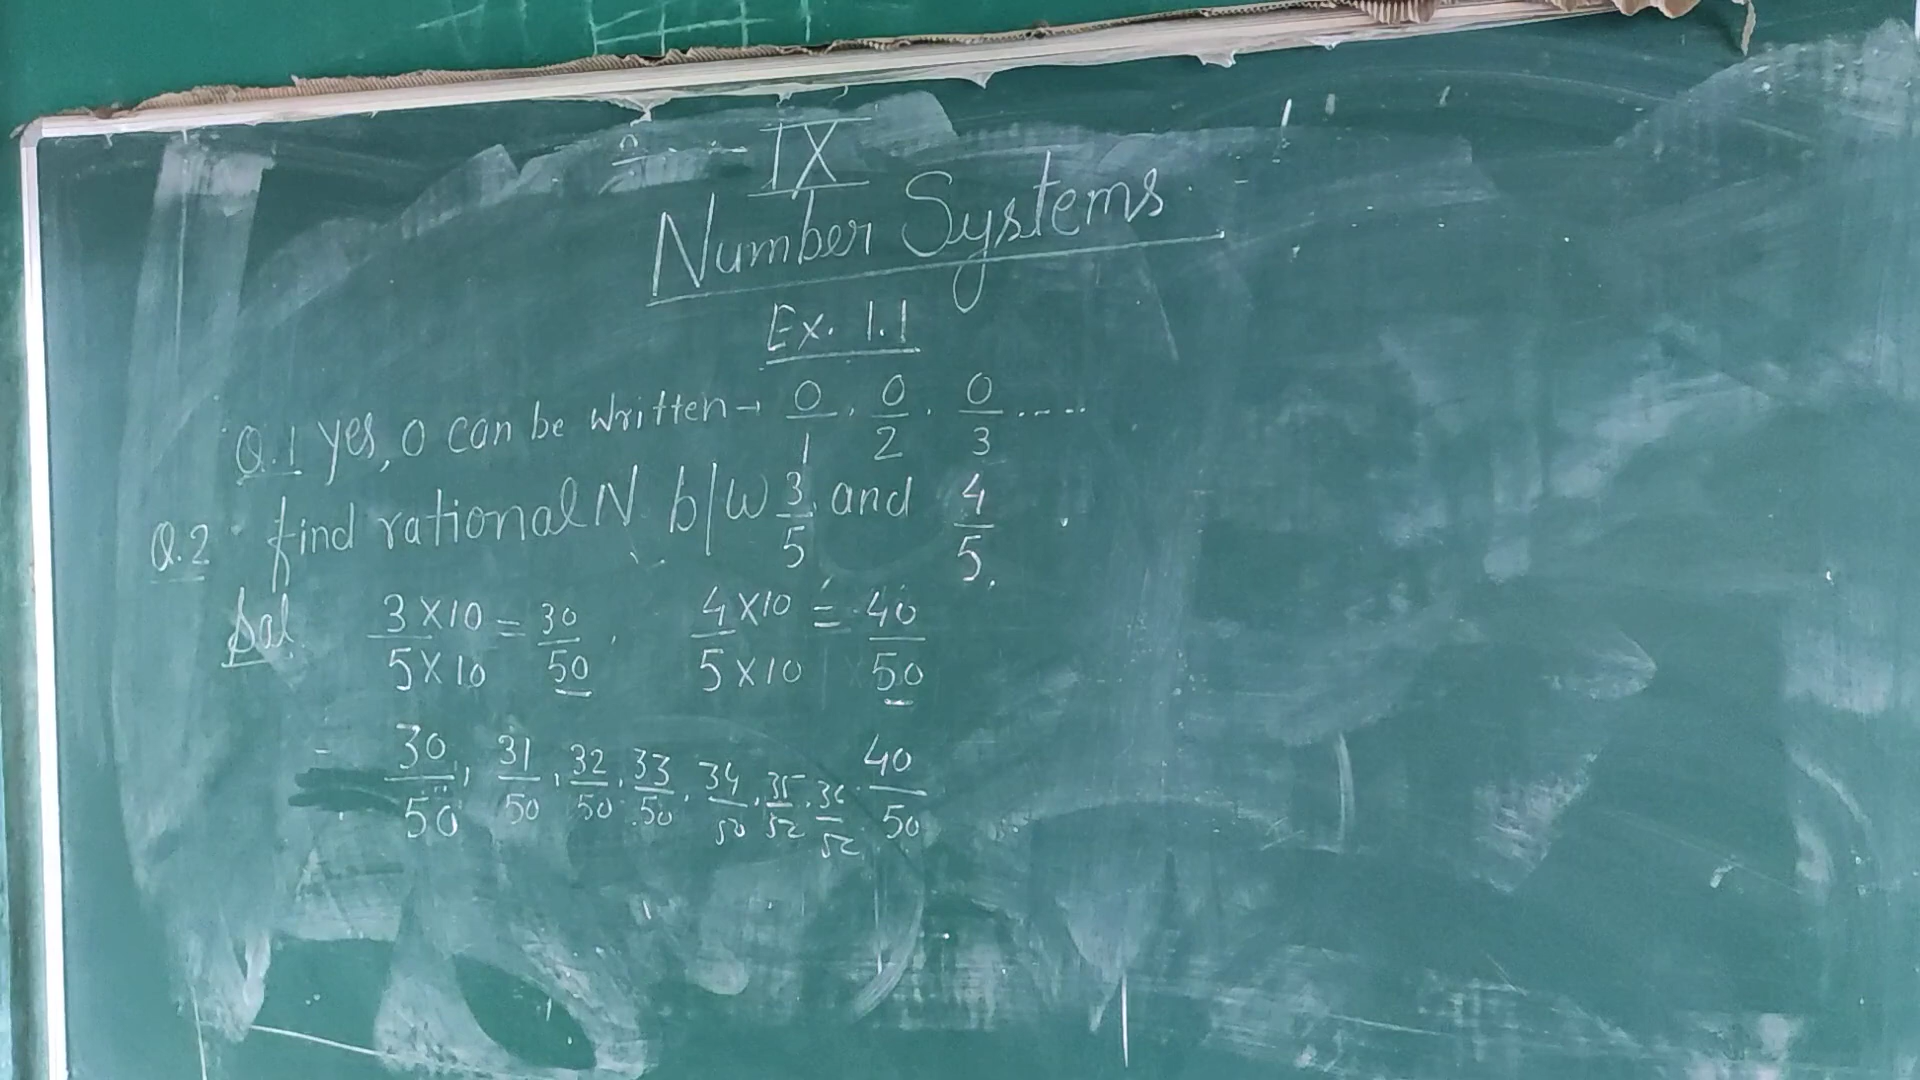 IX
Number Systems
Ex. 1.1
Q.1 yes, 0 can be written → 0/1, 0/2, 0/3 .....
Q.2 find rational N b/w 3/5 and 4/5.
Sol 3×10/5×10 = 30/50, 4×10/5×10 = 40/50
30/50, 31/50, 32/50, 33/50, 34/50, 35/52, 36/52 40/50